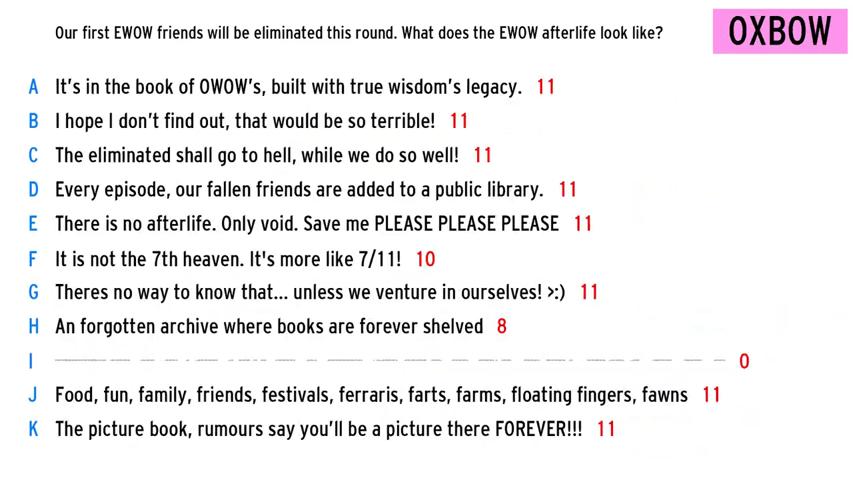 Our first EWOW friends will be eliminated this round. What does the EWOW afterlife look like?
OXBOW
A It's in the book of OWOW's, built with true wisdom's legacy. 11
B I hope I don't find out, that would be so terrible! 11
C The eliminated shall go to hell, while we do so well! 11
D Every episode, our fallen friends are added to a public library. 11
E There is no afterlife. Only void. Save me PLEASE PLEASE PLEASE 11
F It is not the 7th heaven. It's more like 7/11! 10
G Theres no way to know that... unless we venture in ourselves! >:) 11
H An forgotten archive where books are forever shelved 8
I 0
J Food, fun, family, friends, festivals, ferraris, farts, farms, floating fingers, fawns 11
K The picture book, rumours say you'll be a picture there FOREVER!!! 11